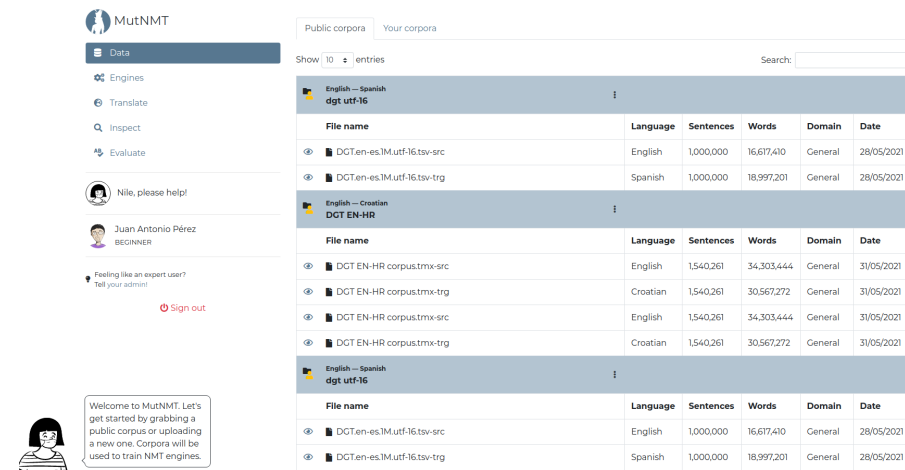 MutNMT
Data
Engines
Translate
Inspect
Evaluate
Nile, please help!
Juan Antonio Pérez
BEGINNER
Feeling like an expert user?
Tell your admin!
Sign out
Welcome to MutNMT. Let's
get started by grabbing a
public corpus or uploading
a new one. Corpora will be
used to train NMT engines.
Public corpora Your corpora
Show 10 entries Search:
English — Spanish
dgt utf-16
File name Language Sentences Words Domain Date
DGT.en-es.1M.utf-16.tsv-src English 1,000,000 16,617,410 General 28/05/2021
DGT.en-es.1M.utf-16.tsv-trg Spanish 1,000,000 18,997,201 General 28/05/2021
English — Croatian
DGT EN-HR
File name Language Sentences Words Domain Date
DGT EN-HR corpus.tmx-src English 1,540,261 34,303,444 General 31/05/2021
DGT EN-HR corpus.tmx-trg Croatian 1,540,261 30,567,272 General 31/05/2021
DGT EN-HR corpus.tmx-src English 1,540,261 34,303,444 General 31/05/2021
DGT EN-HR corpus.tmx-trg Croatian 1,540,261 30,567,272 General 31/05/2021
English — Spanish
dgt utf-16
File name Language Sentences Words Domain Date
DGT.en-es.1M.utf-16.tsv-src English 1,000,000 16,617,410 General 28/05/2021
DGT.en-es.1M.utf-16.tsv-trg Spanish 1,000,000 18,997,201 General 28/05/2021